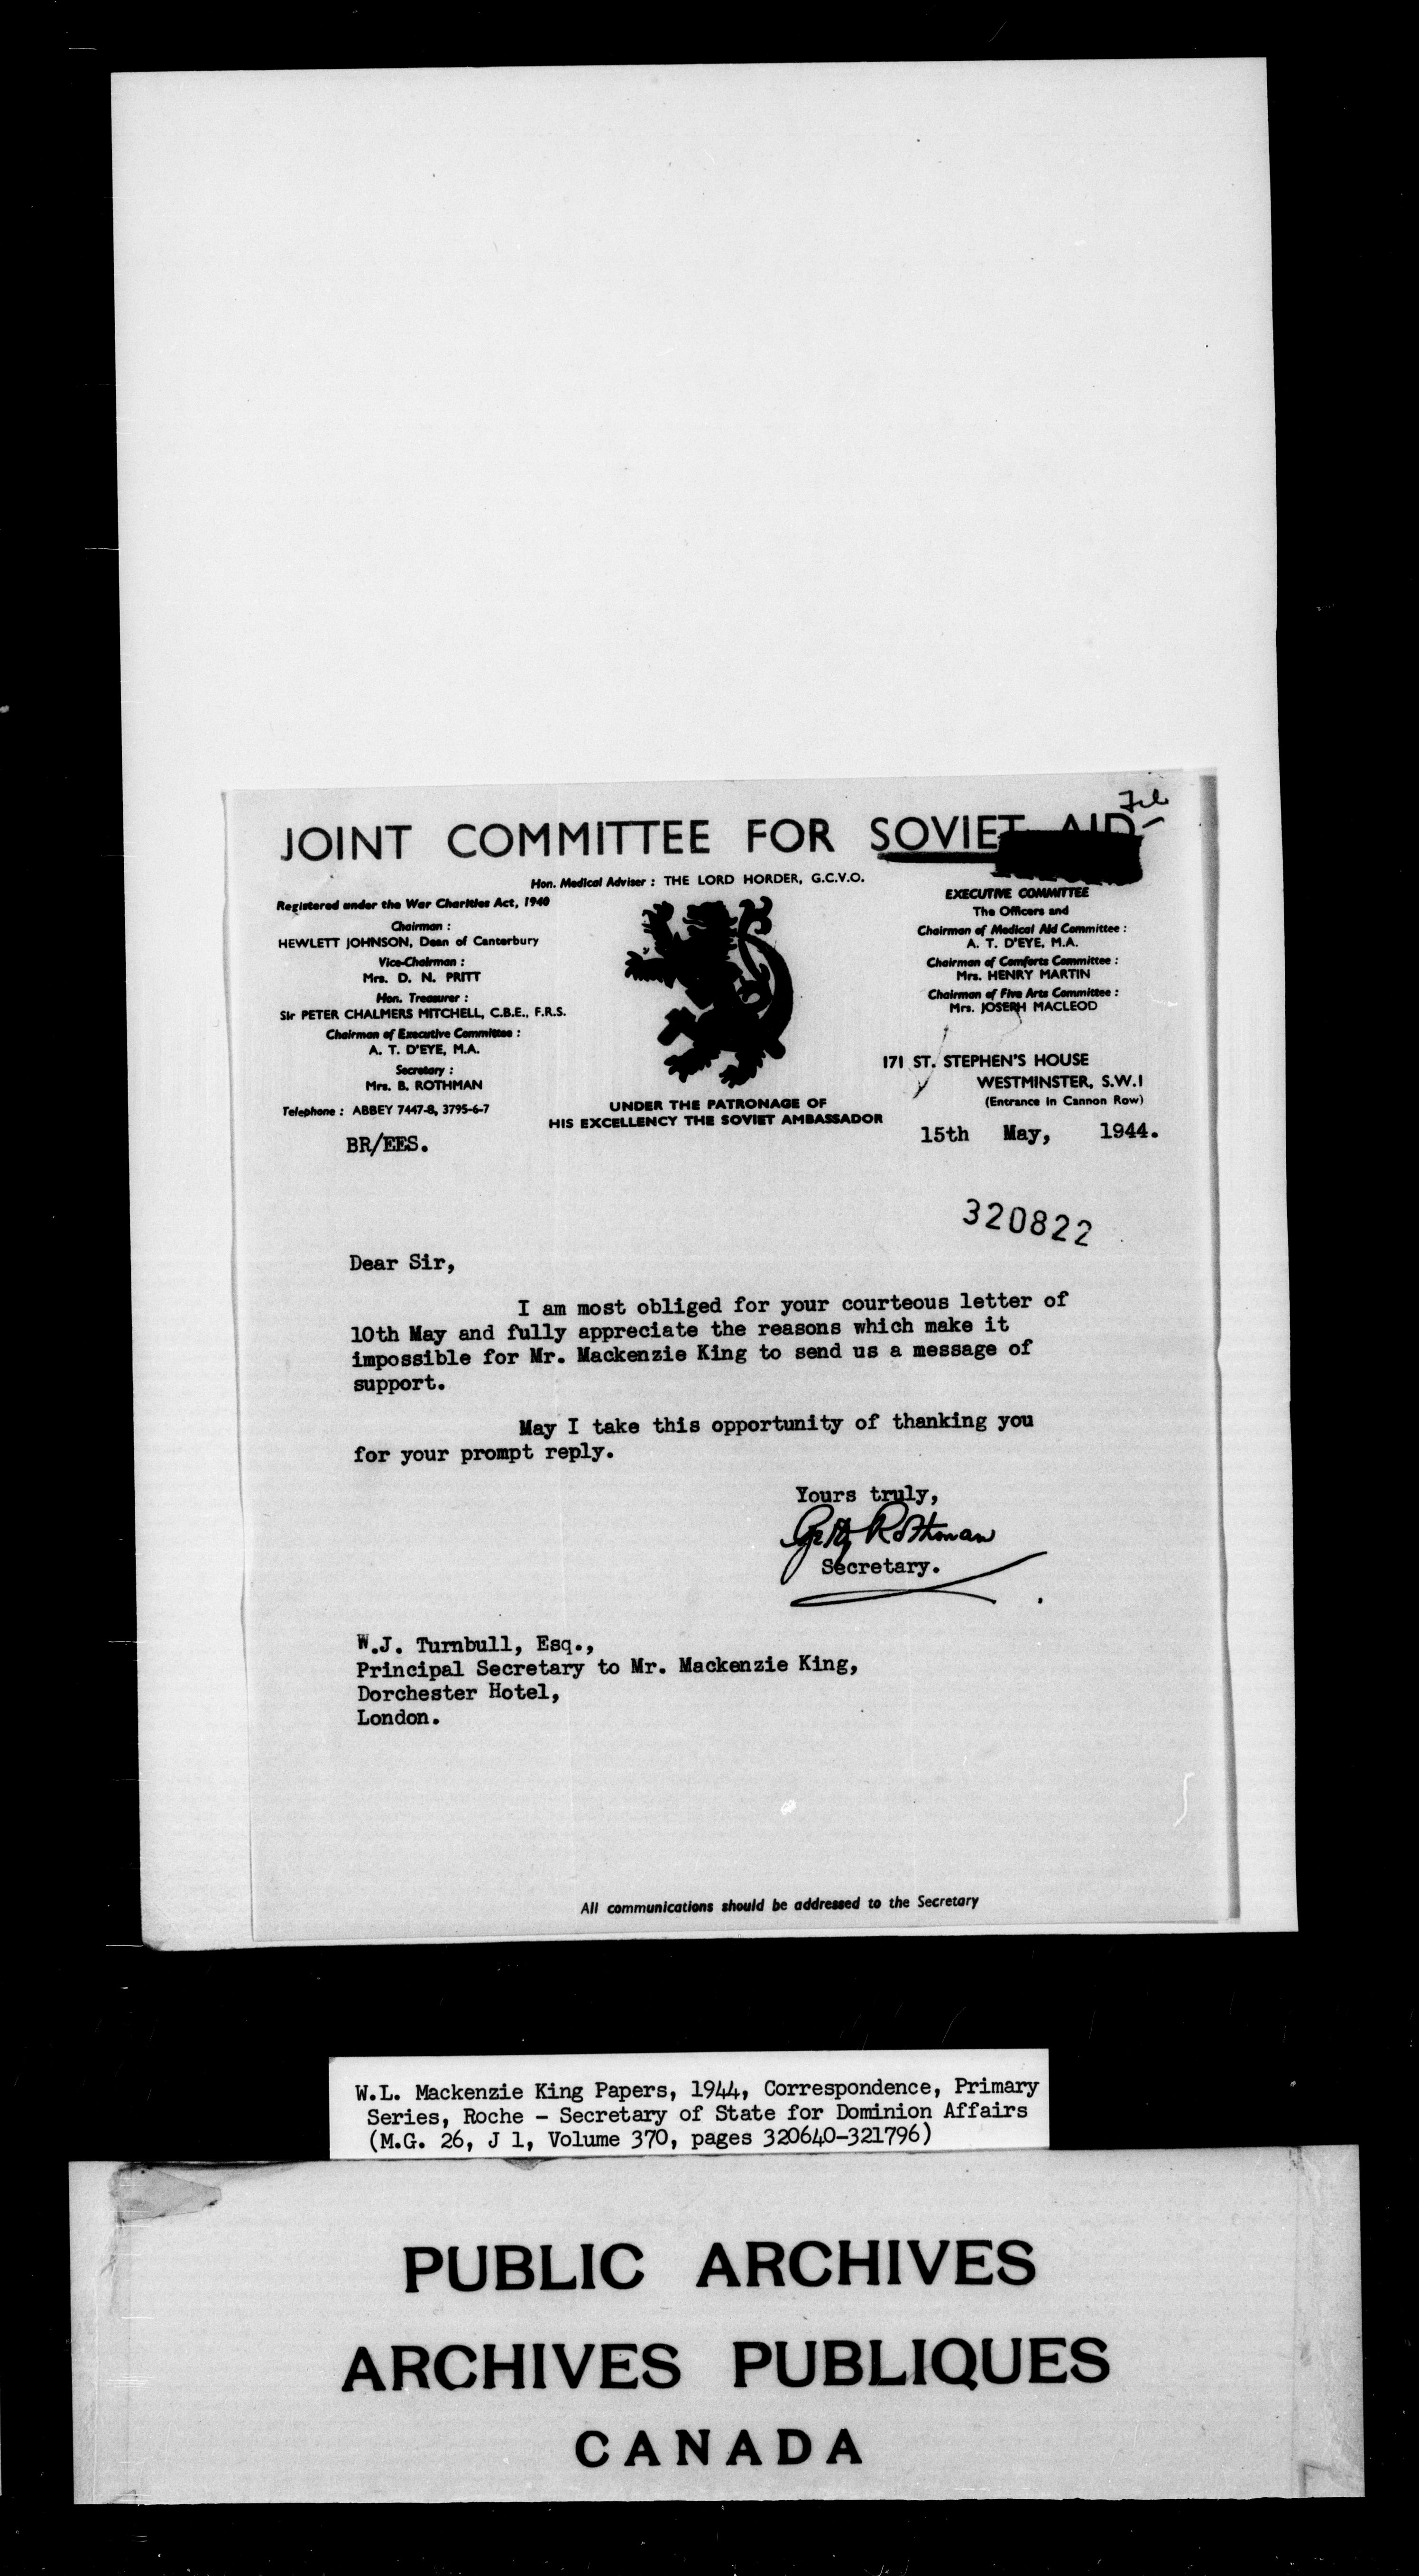 File
JOINT COMMITTEE FOR SOVIET AID
Hon. Medical Adviser : THE LORD HORDER, G.C.V.O.
Registered under the War Charities Act, 1940
Chairman :
HEWLETT JOHNSON, Dean of Canterbury
Vice-Chairman :
Mrs. D. N. PRITT
Hon. Treasurer :
Sir PETER CHALMERS MITCHELL, C.B.E., F.R.S.
Chairman of Executive Committee :
A. T. D'EYE, M.A.
Secretary :
Mrs. B. ROTHMAN
Telephone : ABBEY 7447-8, 3795-6-7
UNDER THE PATRONAGE OF
HIS EXCELLENCY THE SOVIET AMBASSADOR
EXECUTIVE COMMITTEE
The Officers and
Chairman of Medical Aid Committee :
A. T. D'EYE, M.A.
Chairman of Comforts Committee :
Mrs. HENRY MARTIN
Chairman of Five Arts Committee :
Mrs. JOSEPH MACLEOD
171 ST. STEPHEN'S HOUSE
WESTMINSTER, S.W.1
(Entrance in Cannon Row)
BR/EES.
15th May, 1944.
320822
Dear Sir,
I am most obliged for your courteous letter of
10th May and fully appreciate the reasons which make it
impossible for Mr. Mackenzie King to send us a message of
support.
May I take this opportunity of thanking you
for your prompt reply.
Yours truly,
Rothman
Secretary.
W.J. Turnbull, Esq.,
Principal Secretary to Mr. Mackenzie King,
Dorchester Hotel,
London.
All communications should be addressed to the Secretary
W.L. Mackenzie King Papers, 1944, Correspondence, Primary
Series, Roche - Secretary of State for Dominion Affairs
(M.G. 26, J 1, Volume 370, pages 320640-321796)
PUBLIC ARCHIVES
ARCHIVES PUBLIQUES
CANADA